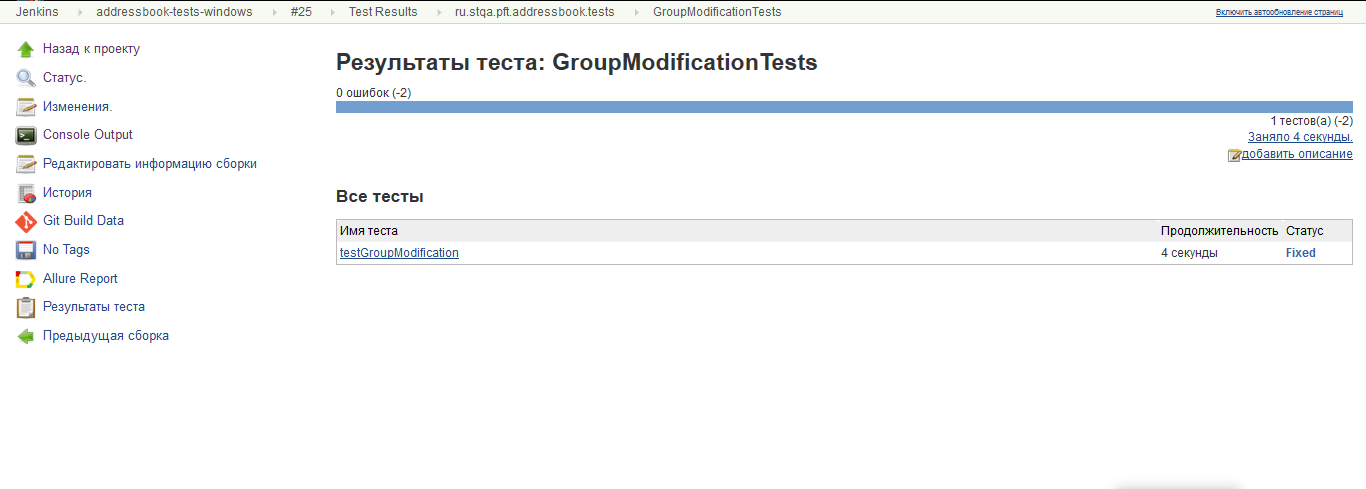 Jenkins addressbook-tests-windows #25 Test Results ru.stqa.pft.addressbook.tests GroupModificationTests Включить автообновление страниц
Назад к проекту
Статус.
Изменения.
Console Output
Редактировать информацию сборки
История
Git Build Data
No Tags
Allure Report
Результаты теста
Предыдущая сборка
Результаты теста: GroupModificationTests
0 ошибок (-2)
1 тестов(а) (-2)
Заняло 4 секунды.
добавить описание
Все тесты
Имя теста Продолжительность Статус
testGroupModification 4 секунды Fixed